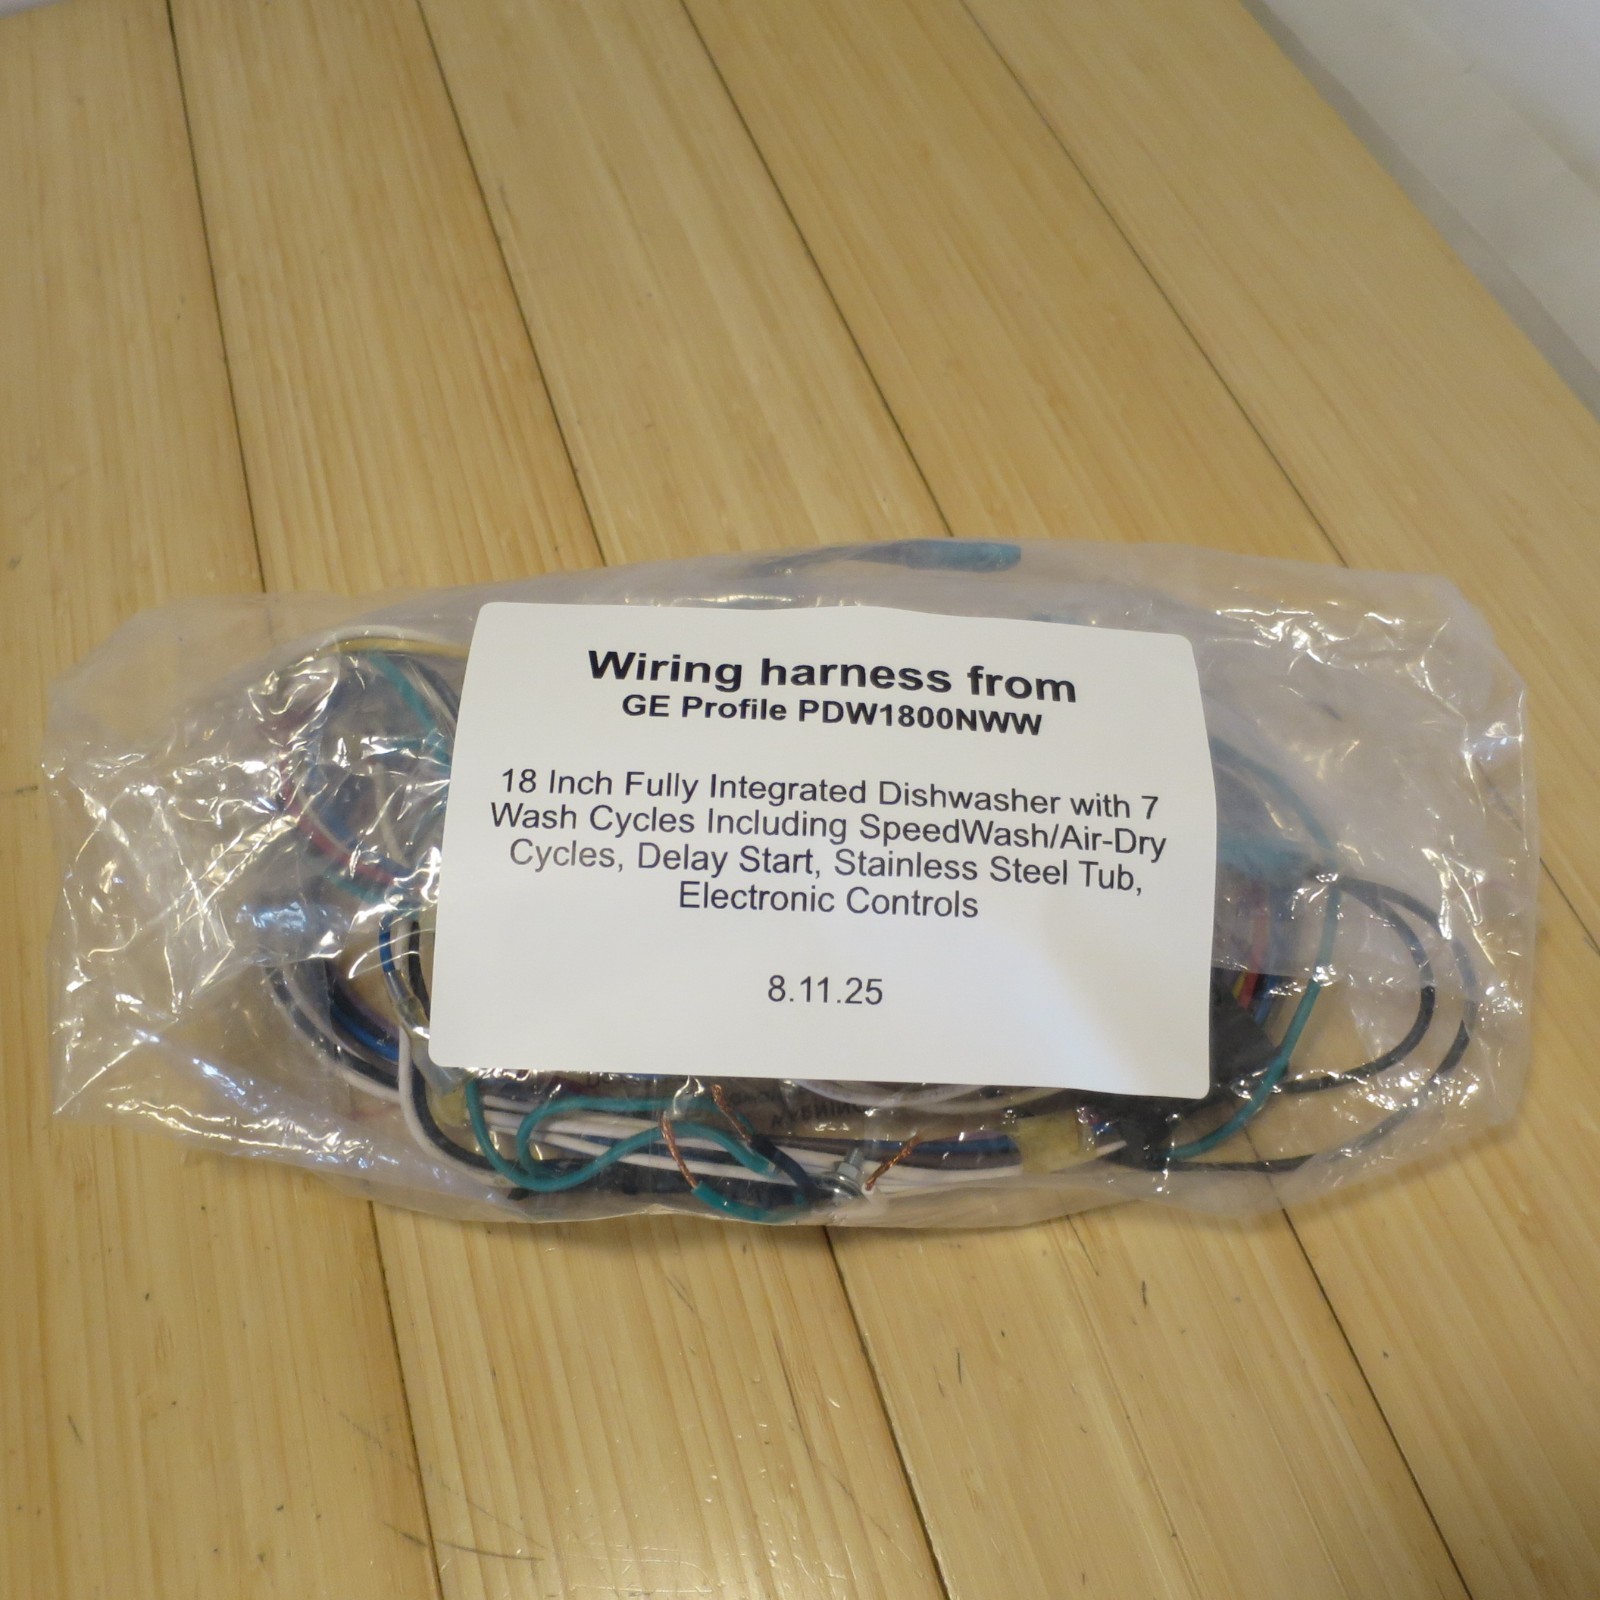 Wiring harness from
GE Profile PDW1800NWW
18 Inch Fully Integrated Dishwasher with 7
Wash Cycles Including SpeedWash/Air-Dry
Cycles, Delay Start, Stainless Steel Tub,
Electronic Controls
8.11.25